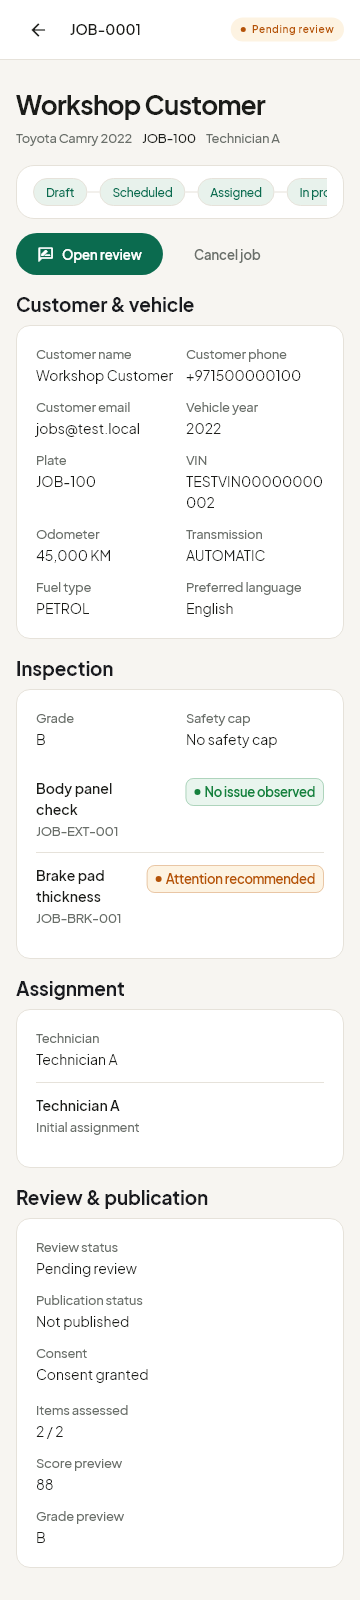 JOB-0001
Pending review
Workshop Customer
Toyota Camry 2022 JOB-100 Technician A
Draft Scheduled Assigned In pro
Open review Cancel job
Customer & vehicle
Customer name Customer phone
Workshop Customer +971500000100
Customer email Vehicle year
jobs@test.local 2022
Plate VIN
JOB-100 TESTVIN00000000
002
Odometer Transmission
45,000 KM AUTOMATIC
Fuel type Preferred language
PETROL English
Inspection
Grade Safety cap
B No safety cap
Body panel No issue observed
check
JOB-EXT-001
Brake pad Attention recommended
thickness
JOB-BRK-001
Assignment
Technician
Technician A
Technician A
Initial assignment
Review & publication
Review status
Pending review
Publication status
Not published
Consent
Consent granted
Items assessed
2 / 2
Score preview
88
Grade preview
B